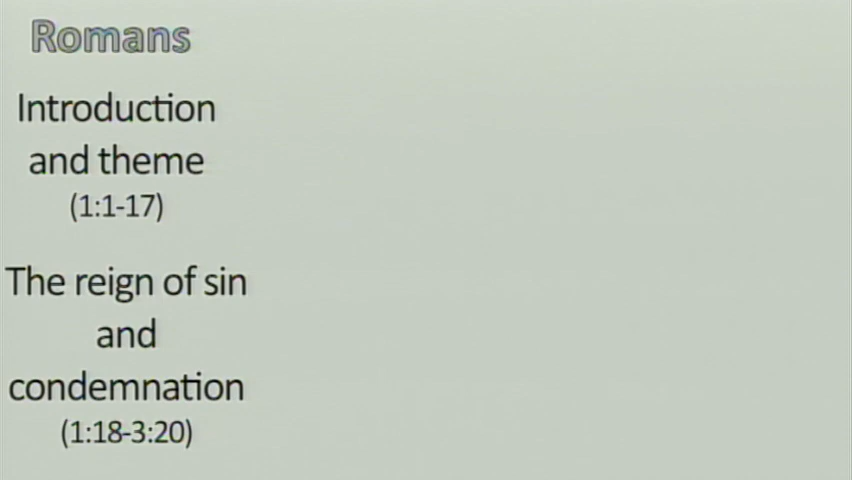 Romans
Introduction
and theme
(1:1-17)
The reign of sin
and
condemnation
(1:18-3:20)